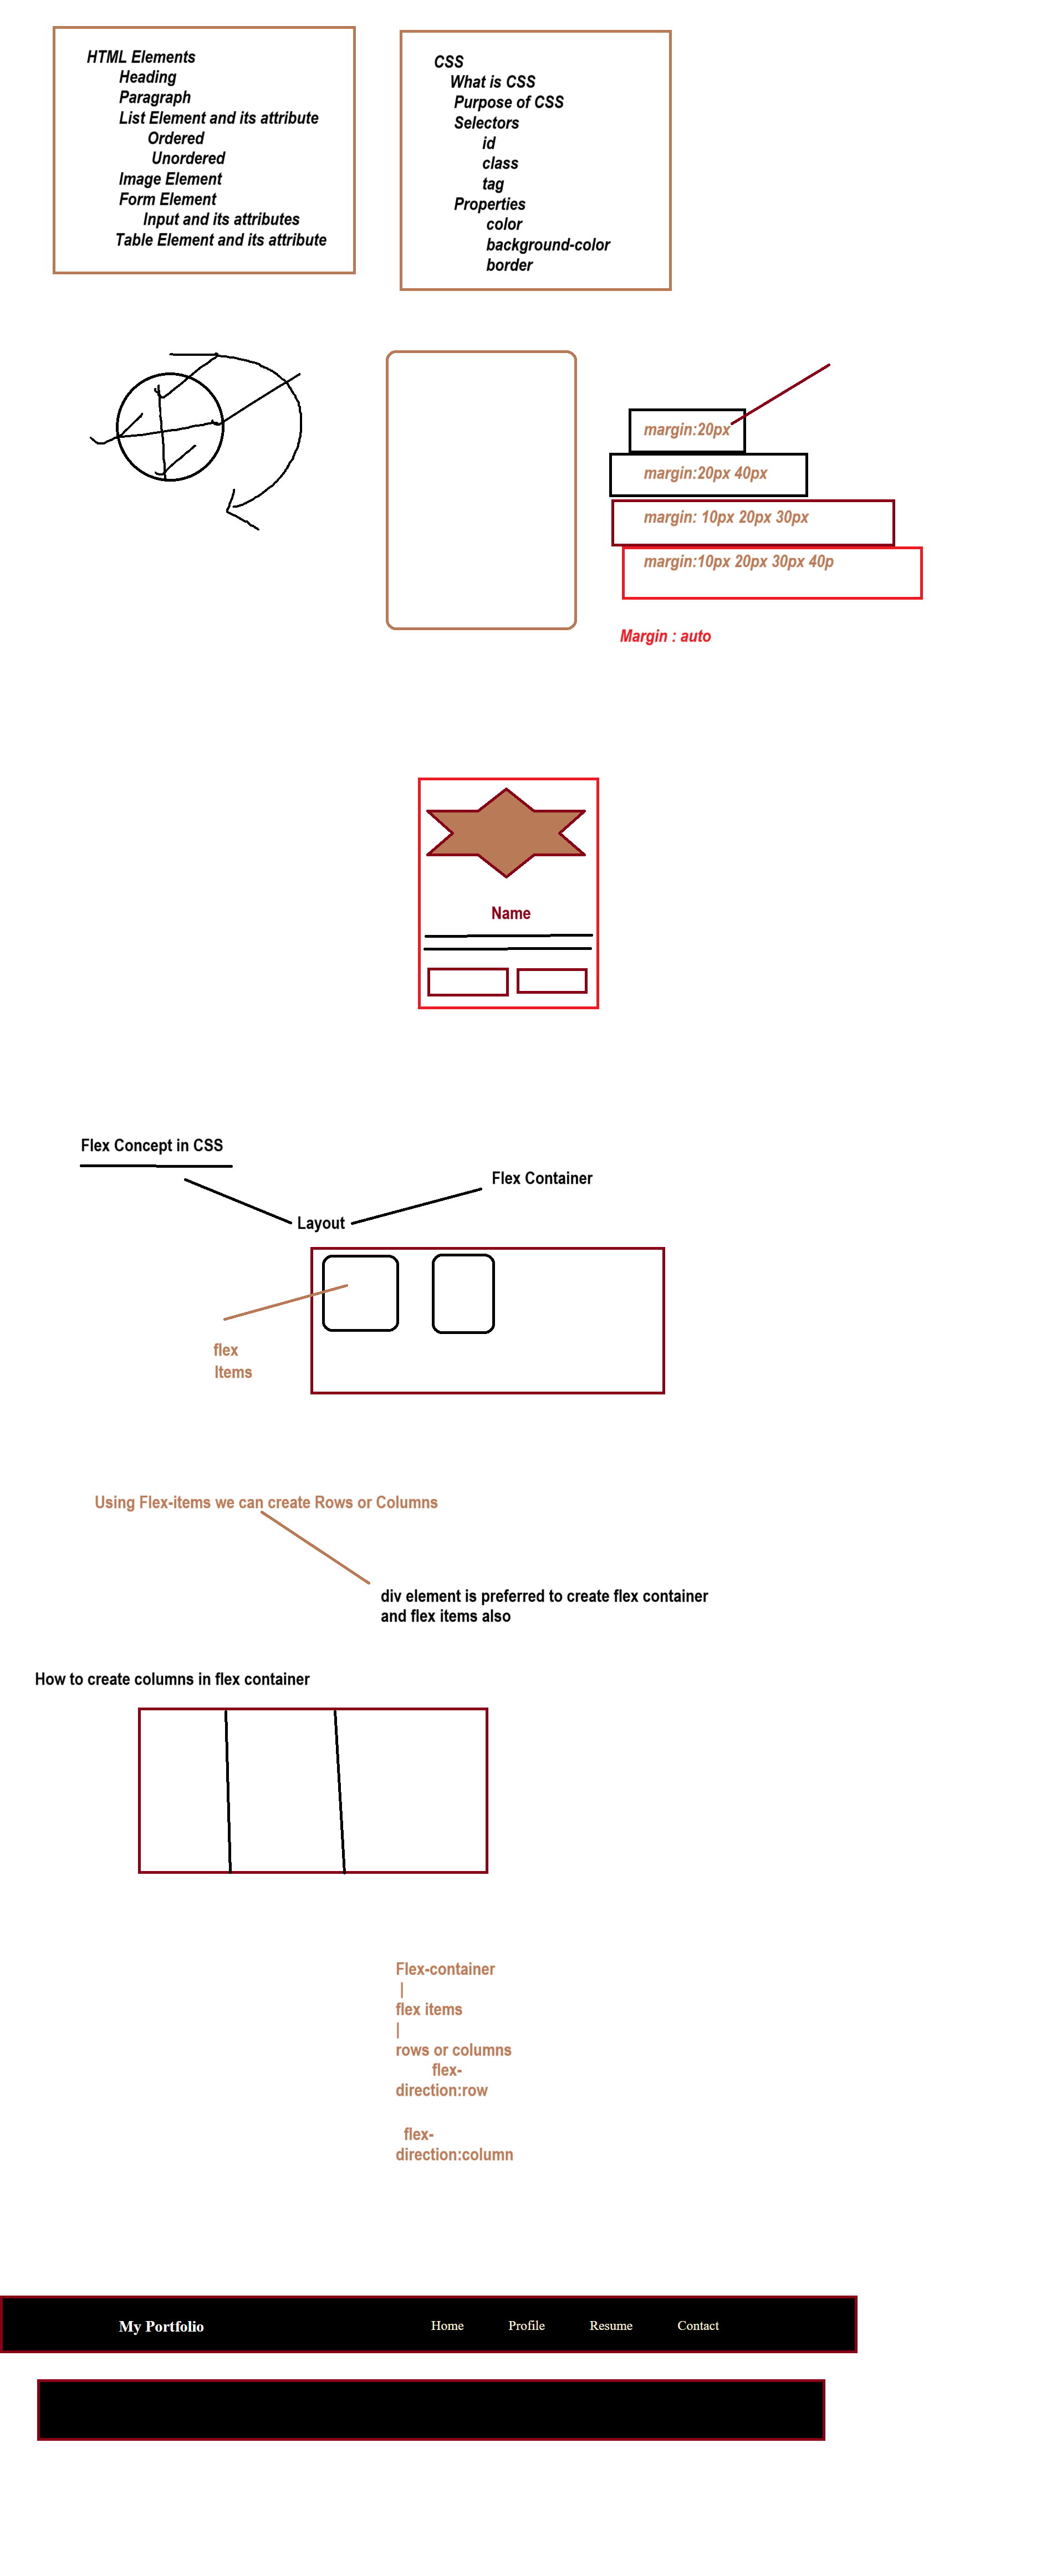 HTML Elements
Heading
Paragraph
List Element and its attribute
Ordered
Unordered
Image Element
Form Element
Input and its attributes
Table Element and its attribute
CSS
What is CSS
Purpose of CSS
Selectors
id
class
tag
Properties
color
background-color
border
margin:20px
margin:20px 40px
margin: 10px 20px 30px
margin:10px 20px 30px 40p
Margin : auto
Name
Flex Concept in CSS
Flex Container
Layout
flex
Items
Using Flex-items we can create Rows or Columns
div element is preferred to create flex container
and flex items also
How to create columns in flex container
Flex-container
|
flex items
|
rows or columns
flex-
direction:row
flex-
direction:column
My Portfolio Home Profile Resume Contact